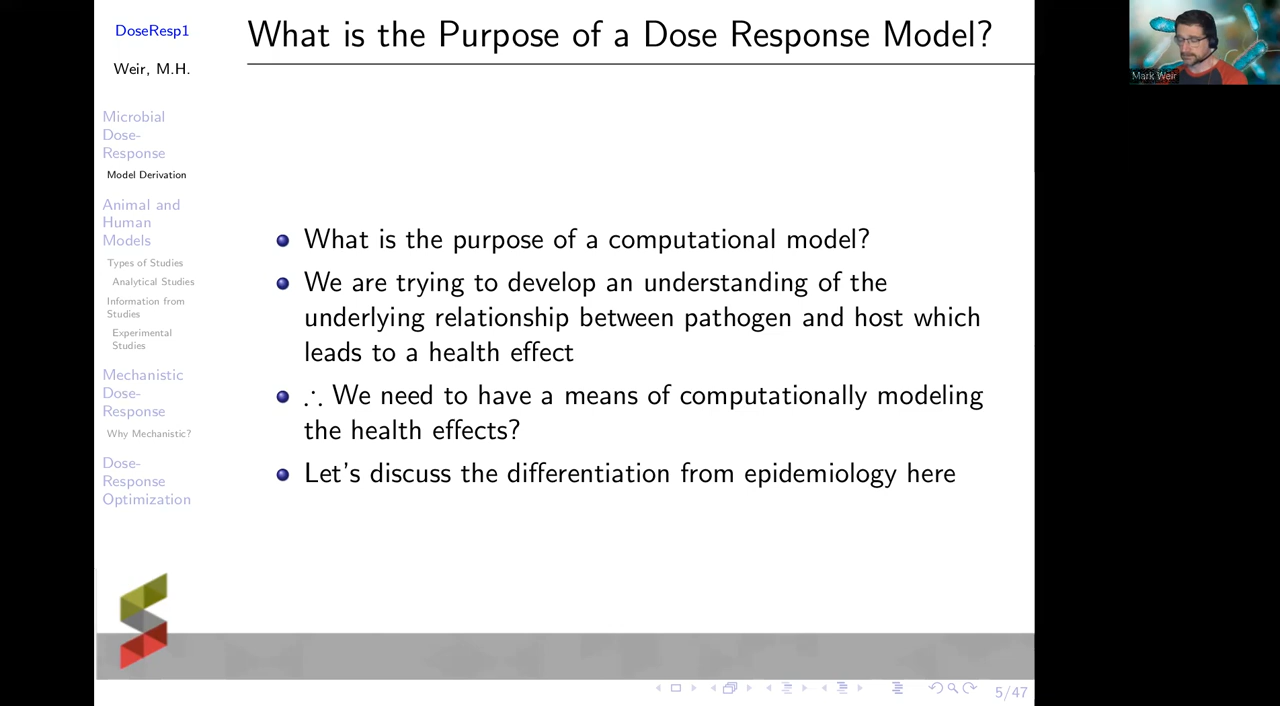 DoseResp1
Weir, M.H.
Microbial
Dose-
Response
Model Derivation
Animal and
Human
Models
Types of Studies
Analytical Studies
Information from
Studies
Experimental
Studies
Mechanistic
Dose-
Response
Why Mechanistic?
Dose-
Response
Optimization
What is the Purpose of a Dose Response Model?
What is the purpose of a computational model?
We are trying to develop an understanding of the
underlying relationship between pathogen and host which
leads to a health effect
∴ We need to have a means of computationally modeling
the health effects?
Let's discuss the differentiation from epidemiology here
5/47
Mark Weir